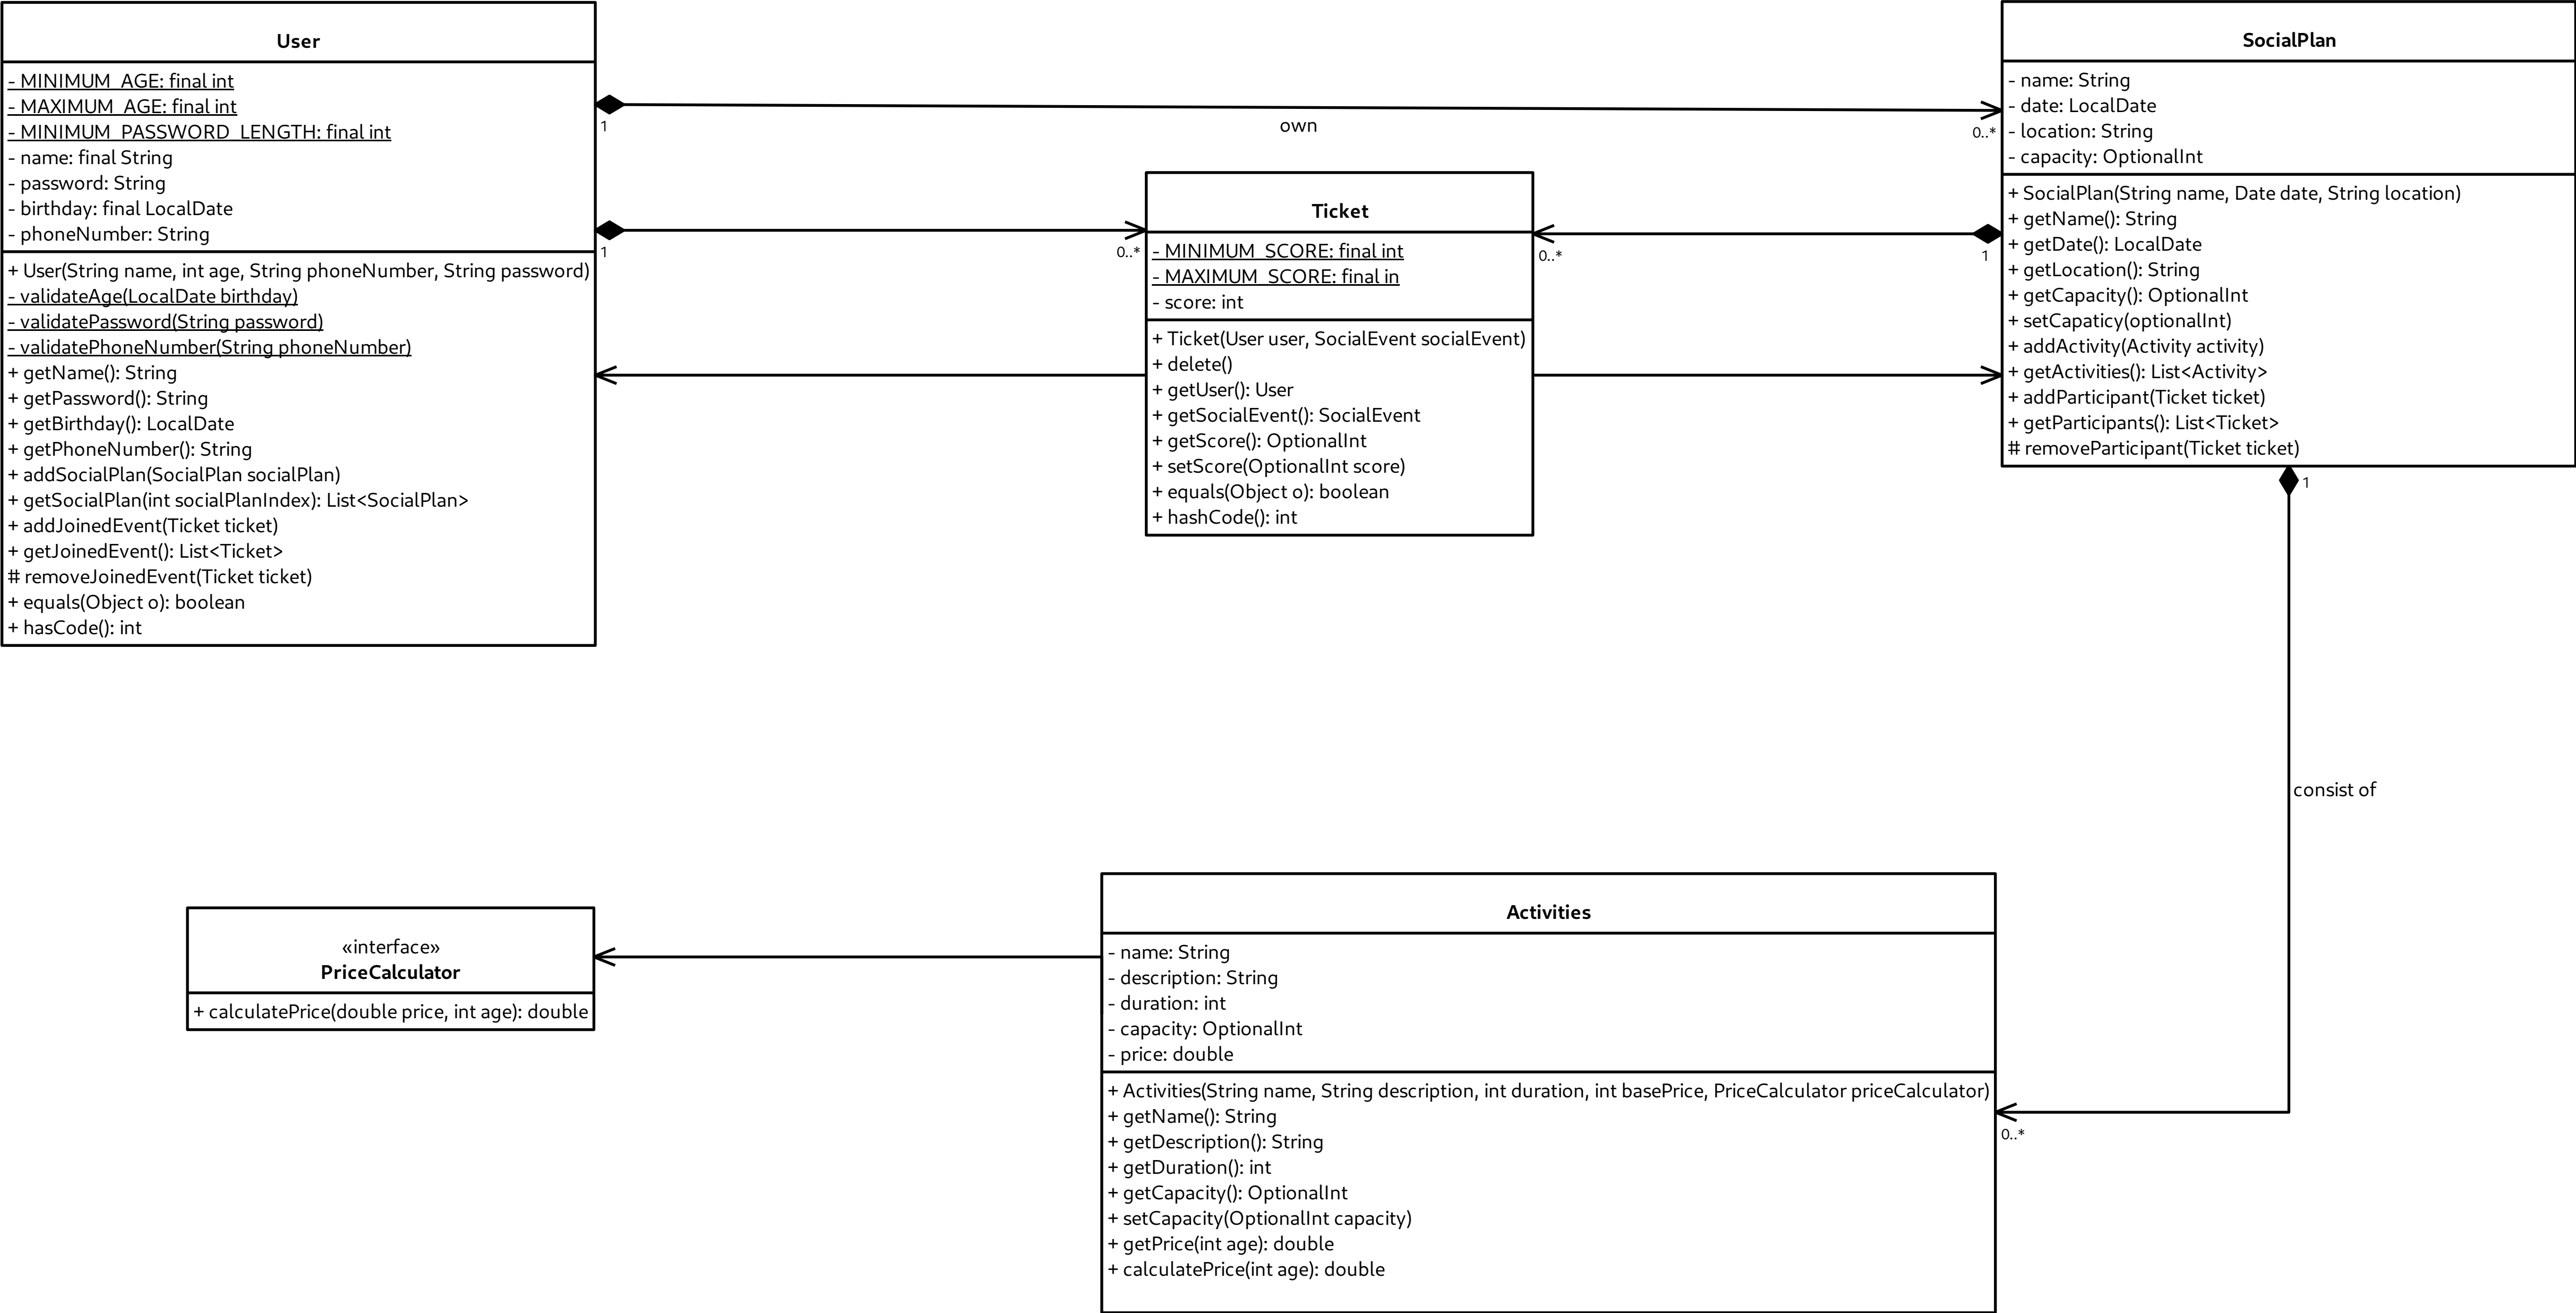 User
- MINIMUM_AGE: final int
- MAXIMUM_AGE: final int
- MINIMUM_PASSWORD_LENGTH: final int
- name: final String
- password: String
- birthday: final LocalDate
- phoneNumber: String
+ User(String name, int age, String phoneNumber, String password)
- validateAge(LocalDate birthday)
- validatePassword(String password)
- validatePhoneNumber(String phoneNumber)
+ getName(): String
+ getPassword(): String
+ getBirthday(): LocalDate
+ getPhoneNumber(): String
+ addSocialPlan(SocialPlan socialPlan)
+ getSocialPlan(int socialPlanIndex): List<SocialPlan>
+ addJoinedEvent(Ticket ticket)
+ getJoinedEvent(): List<Ticket>
# removeJoinedEvent(Ticket ticket)
+ equals(Object o): boolean
+ hasCode(): int
1
own
0..*
1
0..*
Ticket
- MINIMUM_SCORE: final int
- MAXIMUM_SCORE: final in
- score: int
+ Ticket(User user, SocialEvent socialEvent)
+ delete()
+ getUser(): User
+ getSocialEvent(): SocialEvent
+ getScore(): OptionalInt
+ setScore(OptionalInt score)
+ equals(Object o): boolean
+ hashCode(): int
0..*
1
SocialPlan
- name: String
- date: LocalDate
- location: String
- capacity: OptionalInt
+ SocialPlan(String name, Date date, String location)
+ getName(): String
+ getDate(): LocalDate
+ getLocation(): String
+ getCapacity(): OptionalInt
+ setCapaticy(optionalInt)
+ addActivity(Activity activity)
+ getActivities(): List<Activity>
+ addParticipant(Ticket ticket)
+ getParticipants(): List<Ticket>
# removeParticipant(Ticket ticket)
1
consist of
0..*
«interface»
PriceCalculator
+ calculatePrice(double price, int age): double
Activities
- name: String
- description: String
- duration: int
- capacity: OptionalInt
- price: double
+ Activities(String name, String description, int duration, int basePrice, PriceCalculator priceCalculator)
+ getName(): String
+ getDescription(): String
+ getDuration(): int
+ getCapacity(): OptionalInt
+ setCapacity(OptionalInt capacity)
+ getPrice(int age): double
+ calculatePrice(int age): double